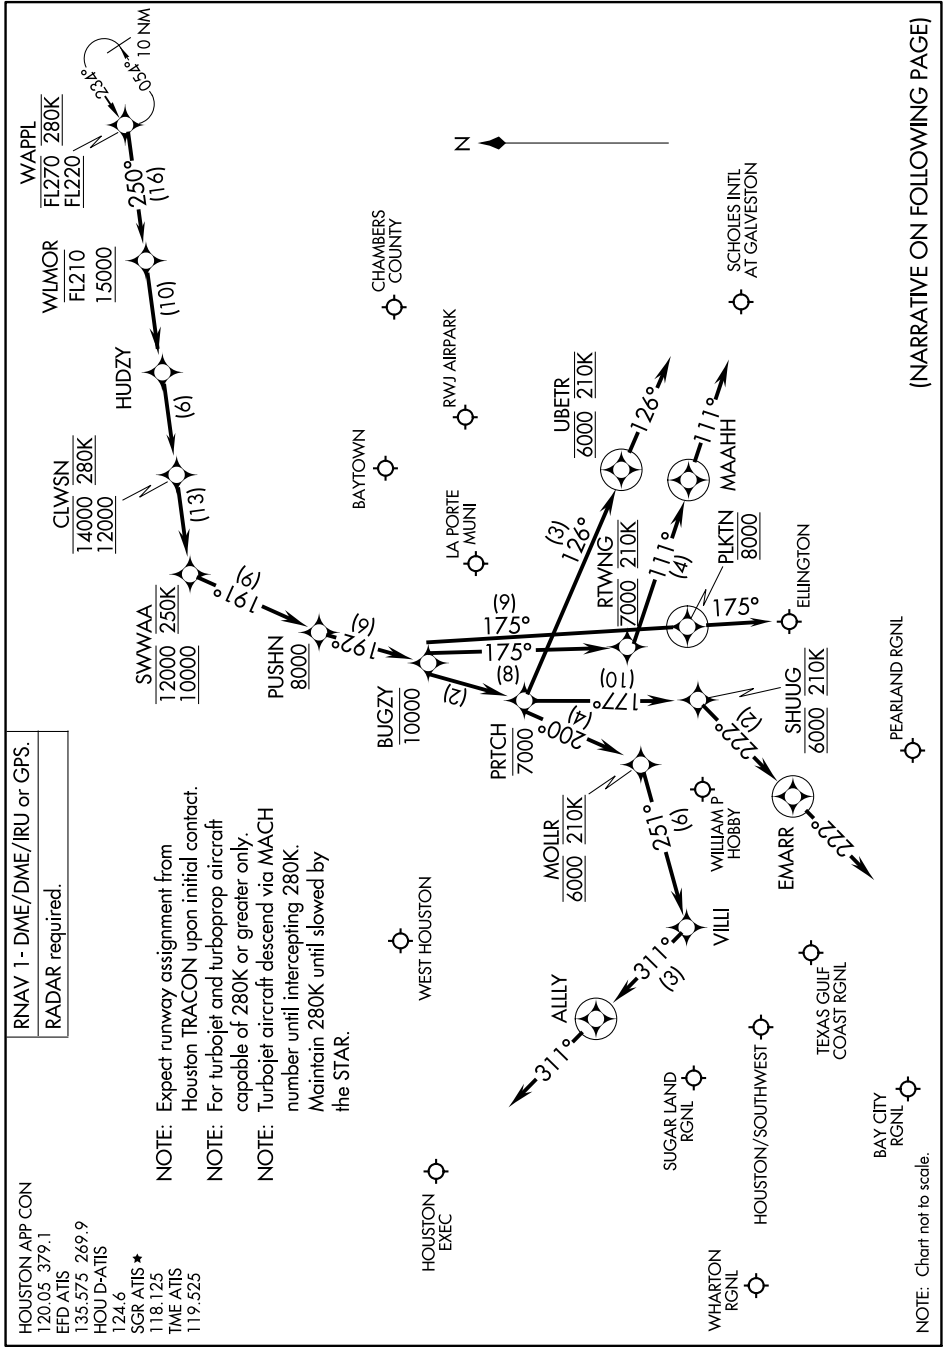 HOUSTON APP CON
120.05 379.1
EFD ATIS
135.575 269.9
HOU D-ATIS
124.6
SGR ATIS ★
118.125
TME ATIS
119.525
RNAV 1 - DME/DME/IRU or GPS.
RADAR required.
NOTE: Expect runway assignment from
Houston TRACON upon initial contact.
NOTE: For turbojet and turboprop aircraft
capable of 280K or greater only.
NOTE: Turbojet aircraft descend via MACH
number until intercepting 280K.
Maintain 280K until slowed by
the STAR.
WAPPL
FL270 280K
FL220
234°
054°
10 NM
250°
(16)
WLMOR
FL210
15000
(10)
HUDZY
(6)
CLWSN
14000 280K
12000
(13)
SWWAA
12000 250K
10000
191°
(9)
PUSHN
8000
192°
(6)
BUGZY
10000
(2)
175°
(8)
175°
(9)
PRTCH
7000
(3)
126°
UBETR
6000 210K
126°
RTWNG
7000 210K
111°
(4)
MAAHH
111°
PLKTN
8000
175°
177°
(10)
200°
(4)
MOLLR
6000 210K
251°
(6)
VILLI
311°
(3)
ALLLY
311°
SHUUG
6000 210K
222°
(2)
EMARR
222°
N
CHAMBERS
COUNTY
RWJ AIRPARK
BAYTOWN
LA PORTE
MUNI
SCHOLES INTL
AT GALVESTON
ELLINGTON
PEARLAND RGNL
WILLIAM P
HOBBY
WEST HOUSTON
TEXAS GULF
COAST RGNL
SUGAR LAND
RGNL
HOUSTON/SOUTHWEST
BAY CITY
RGNL
HOUSTON
EXEC
WHARTON
RGNL
NOTE: Chart not to scale.
(NARRATIVE ON FOLLOWING PAGE)